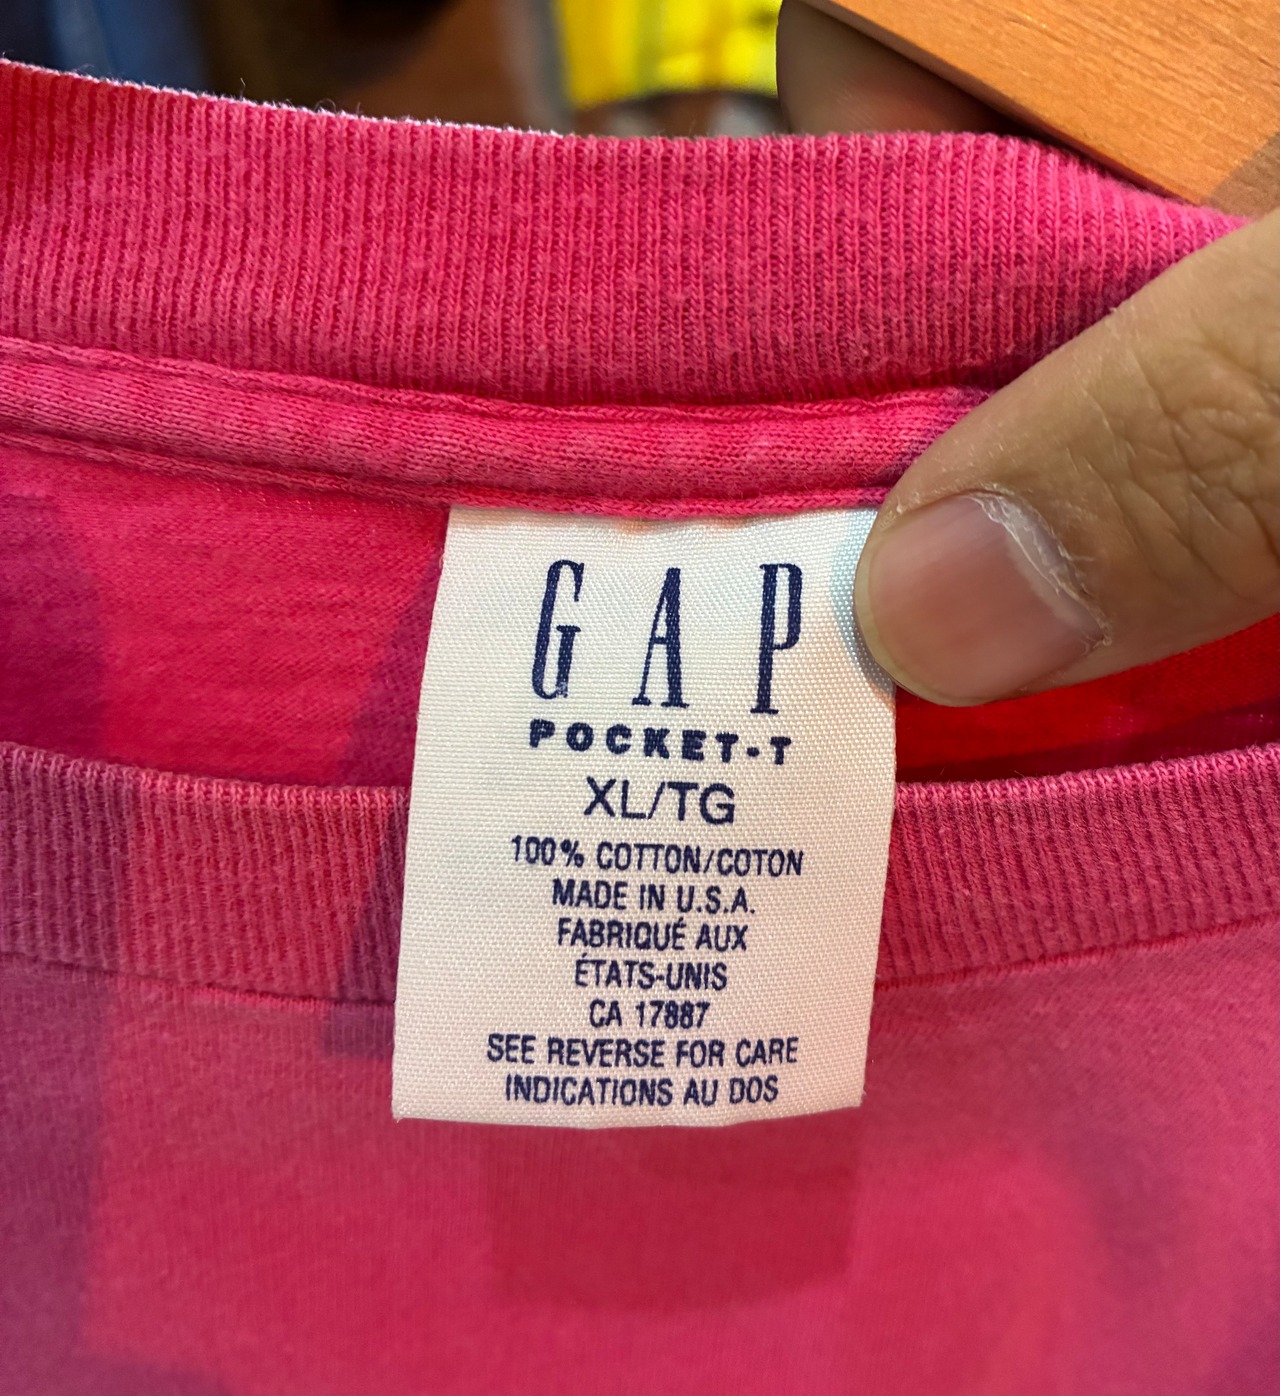 GAP
POCKET-T
XL/TG
100% COTTON/COTON
MADE IN U.S.A.
FABRIQUÉ AUX
ÉTATS-UNIS
CA 17887
SEE REVERSE FOR CARE
INDICATIONS AU DOS